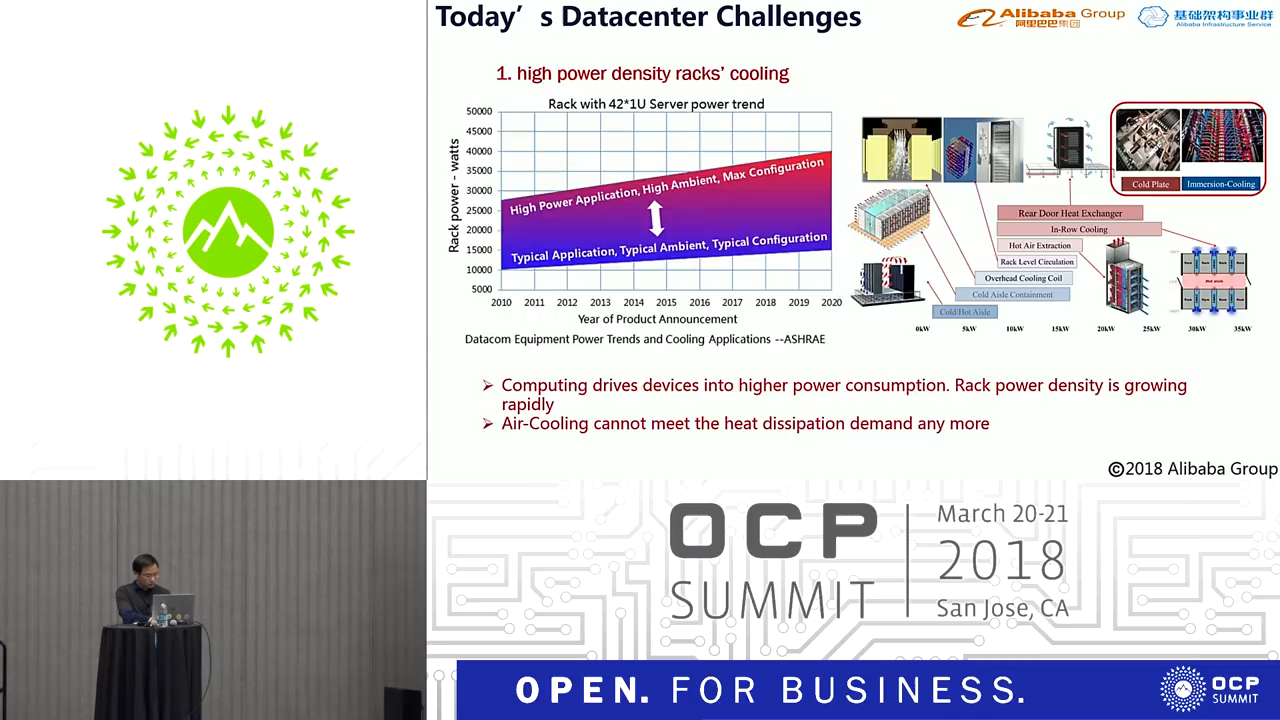 Today’s Datacenter Challenges
Alibaba Group
阿里巴巴集团
基础架构事业群
Alibaba Infrastructure Service
1. high power density racks’ cooling
Rack with 42*1U Server power trend
Rack power - watts
50000
45000
40000
35000
30000
25000
20000
15000
10000
5000
High Power Application, High Ambient, Max Configuration
Typical Application, Typical Ambient, Typical Configuration
2010 2011 2012 2013 2014 2015 2016 2017 2018 2019 2020
Year of Product Announcement
Datacom Equipment Power Trends and Cooling Applications --ASHRAE
Cold Plate
Immersion-Cooling
Rear Door Heat Exchanger
In-Row Cooling
Hot Air Extraction
Rack Level Circulation
Overhead Cooling Coil
Cold Aisle Containment
Cold/Hot Aisle
Hot aisle
0kW 5kW 10kW 15kW 20kW 25kW 30kW 35kW
➢ Computing drives devices into higher power consumption. Rack power density is growing
rapidly
➢ Air-Cooling cannot meet the heat dissipation demand any more
©2018 Alibaba Group
OCP
SUMMIT
March 20-21
2018
San Jose, CA
OPEN. FOR BUSINESS.
OCP
SUMMIT